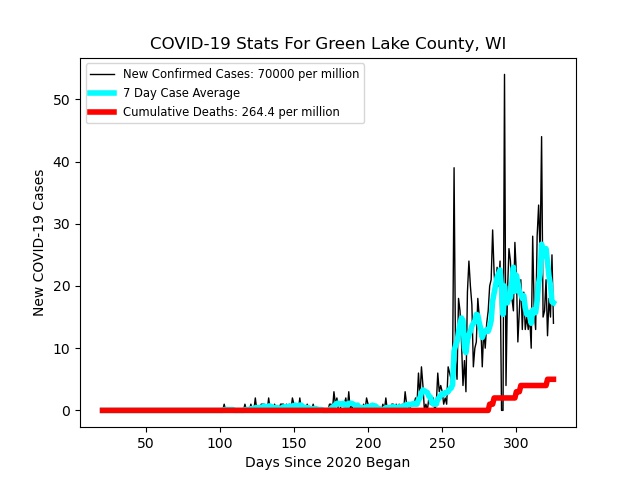 COVID-19 Stats For Green Lake County, WI
New Confirmed Cases: 70000 per million
7 Day Case Average
Cumulative Deaths: 264.4 per million
New COVID-19 Cases
50
40
30
20
10
0
50 100 150 200 250 300
Days Since 2020 Began